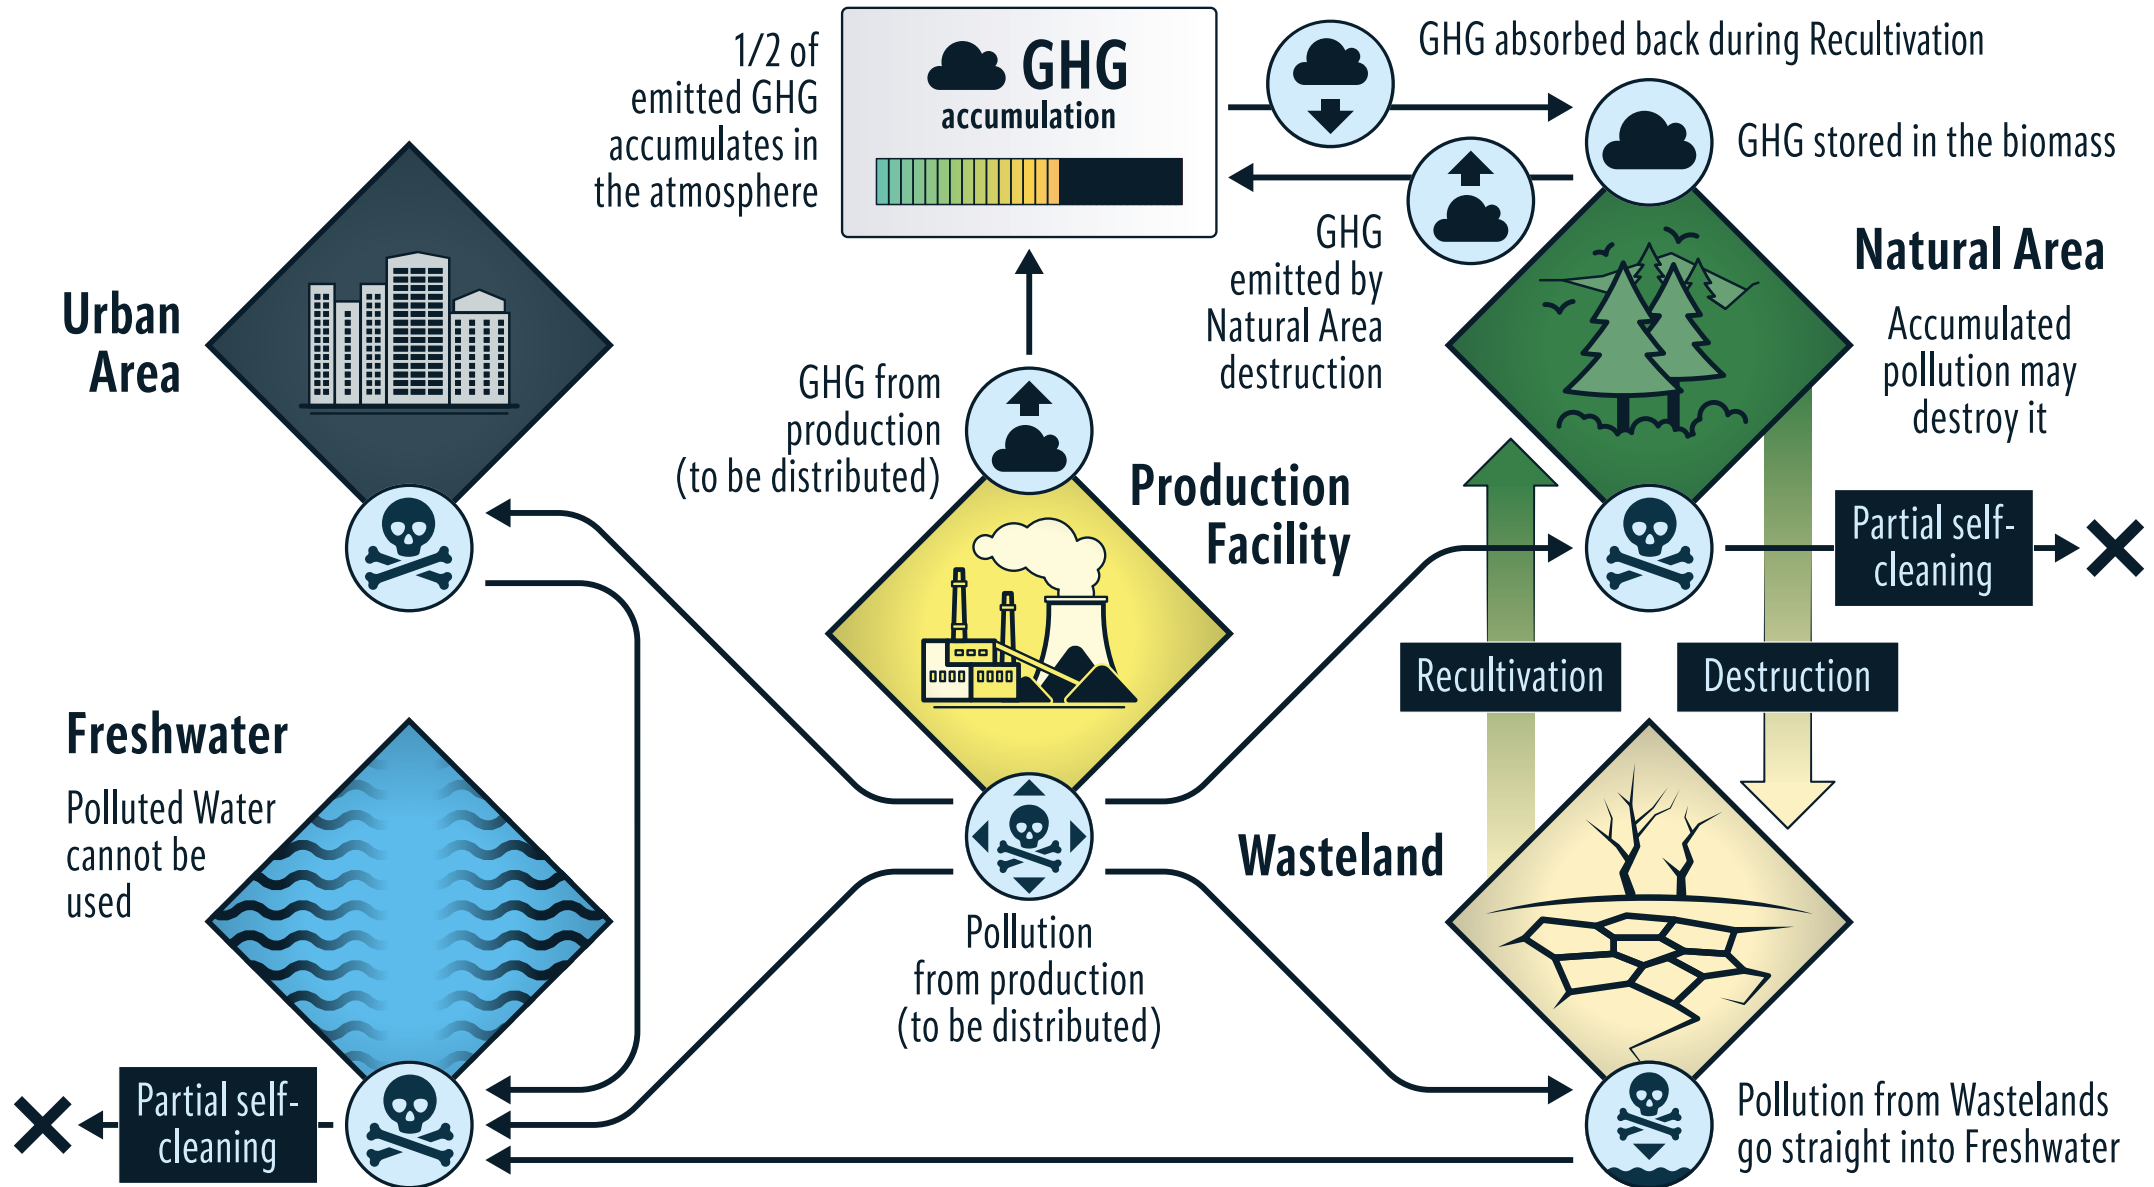 1/2 of
emitted GHG
accumulates in
the atmosphere
GHG
accumulation
GHG absorbed back during Recultivation
GHG stored in the biomass
GHG
emitted by
Natural Area
destruction
Natural Area
Accumulated
pollution may
destroy it
Urban
Area
GHG from
production
(to be distributed)
Production
Facility
Partial self-
cleaning
Recultivation
Destruction
Freshwater
Polluted Water
cannot be
used
Wasteland
Pollution
from production
(to be distributed)
Partial self-
cleaning
Pollution from Wastelands
go straight into Freshwater